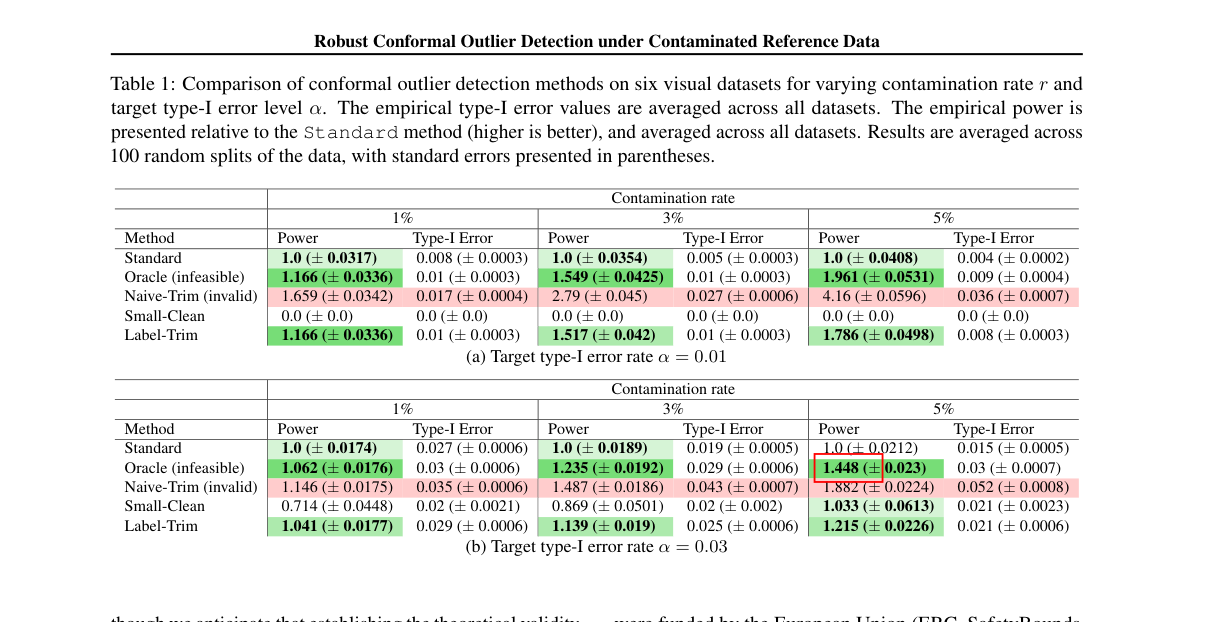 Robust Conformal Outlier Detection under Contaminated Reference Data
Table 1: Comparison of conformal outlier detection methods on six visual datasets for varying contamination rate r and
target type-I error level α. The empirical type-I error values are averaged across all datasets. The empirical power is
presented relative to the Standard method (higher is better), and averaged across all datasets. Results are averaged across
100 random splits of the data, with standard errors presented in parentheses.
Contamination rate
1% 3% 5%
Method Power Type-I Error Power Type-I Error Power Type-I Error
Standard 1.0 (± 0.0317) 0.008 (± 0.0003) 1.0 (± 0.0354) 0.005 (± 0.0003) 1.0 (± 0.0408) 0.004 (± 0.0002)
Oracle (infeasible) 1.166 (± 0.0336) 0.01 (± 0.0003) 1.549 (± 0.0425) 0.01 (± 0.0003) 1.961 (± 0.0531) 0.009 (± 0.0004)
Naive-Trim (invalid) 1.659 (± 0.0342) 0.017 (± 0.0004) 2.79 (± 0.045) 0.027 (± 0.0006) 4.16 (± 0.0596) 0.036 (± 0.0007)
Small-Clean 0.0 (± 0.0) 0.0 (± 0.0) 0.0 (± 0.0) 0.0 (± 0.0) 0.0 (± 0.0) 0.0 (± 0.0)
Label-Trim 1.166 (± 0.0336) 0.01 (± 0.0003) 1.517 (± 0.042) 0.01 (± 0.0003) 1.786 (± 0.0498) 0.008 (± 0.0003)
(a) Target type-I error rate α = 0.01
Contamination rate
1% 3% 5%
Method Power Type-I Error Power Type-I Error Power Type-I Error
Standard 1.0 (± 0.0174) 0.027 (± 0.0006) 1.0 (± 0.0189) 0.019 (± 0.0005) 1.0 (± 0.0212) 0.015 (± 0.0005)
Oracle (infeasible) 1.062 (± 0.0176) 0.03 (± 0.0006) 1.235 (± 0.0192) 0.029 (± 0.0006) 1.448 (± 0.023) 0.03 (± 0.0007)
Naive-Trim (invalid) 1.146 (± 0.0175) 0.035 (± 0.0006) 1.487 (± 0.0186) 0.043 (± 0.0007) 1.882 (± 0.0224) 0.052 (± 0.0008)
Small-Clean 0.714 (± 0.0448) 0.02 (± 0.0021) 0.869 (± 0.0501) 0.02 (± 0.002) 1.033 (± 0.0613) 0.021 (± 0.0023)
Label-Trim 1.041 (± 0.0177) 0.029 (± 0.0006) 1.139 (± 0.019) 0.025 (± 0.0006) 1.215 (± 0.0226) 0.021 (± 0.0006)
(b) Target type-I error rate α = 0.03
though we anticipate that establishing the theoretical validity
were funded by the European Union (ERC, SafetyBounds,